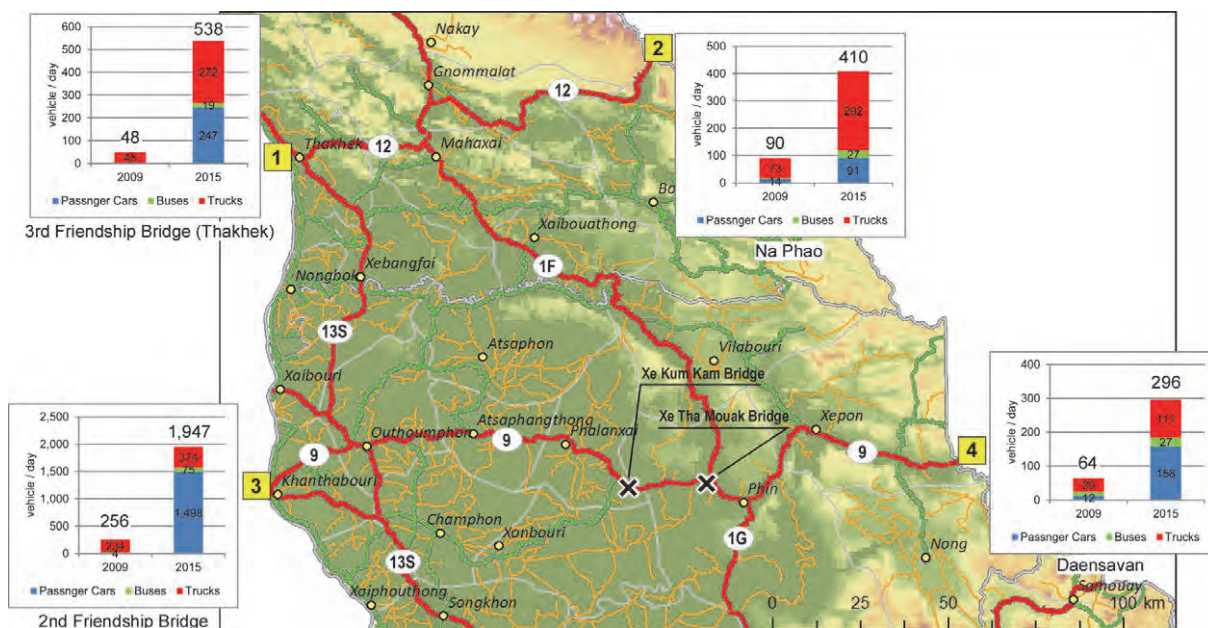 600
500
400
300
200
100
0
vehicle / day
48
48
2009
538
272
19
247
2015
Passnger Cars
Buses
Trucks
3rd Friendship Bridge (Thakhek)
500
400
300
200
100
0
vehicle / day
90
73
14
2009
410
292
27
91
2015
Passnger Cars
Buses
Trucks
Na Phao
Nakay
2
Gnommalat
12
1
Thakhek
12
Mahaxai
Bo
Xaibouathong
1F
Nongbok
Xebangfai
13S
Atsaphon
Vilabouri
Xe Kum Kam Bridge
Xaibouri
Xe Tha Mouak Bridge
Atsaphangthong
Xepon
Outhoumphon
9
Phalanxai
9
4
9
3
Khanthabouri
Phin
Champhon
Xonbouri
1G
13S
Nong
Xaiphouthong
Songkhon
Samouay
0
25
50
100 km
2,500
2,000
1,500
1,000
500
0
vehicle / day
256
234
4
2009
1,947
374
75
1,498
2015
Passnger Cars
Buses
Trucks
2nd Friendship Bridge
400
300
200
100
0
vehicle / day
64
39
12
2009
296
111
27
158
2015
Passnger Cars
Buses
Trucks
Daensavan